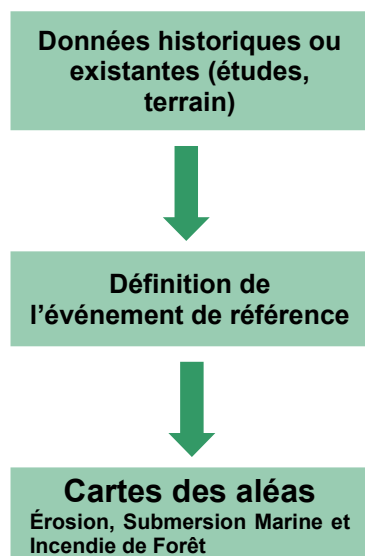 Données historiques ou
existantes (études,
terrain)
Définition de
l’événement de référence
Cartes des aléas
Érosion, Submersion Marine et
Incendie de Forêt